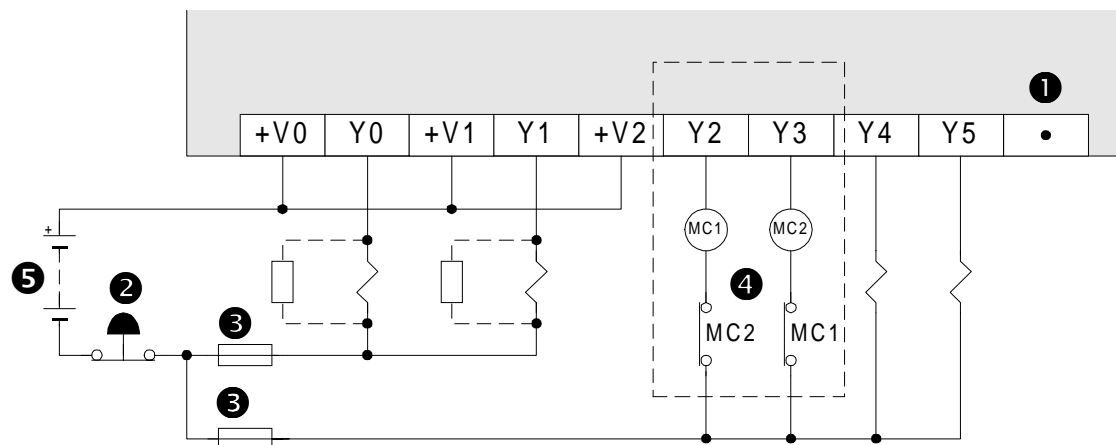 ❶
+V0 Y0 +V1 Y1 +V2 Y2 Y3 Y4 Y5 •
+
MC1 MC2
❺ ❷ ❹
❸ MC2 MC1
❸